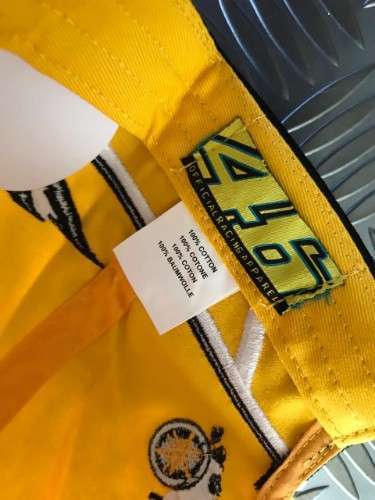 46
OFFICIAL RACING APPAREL
100% COTTON
100% COTONE
100% COTON
100% BAUMWOLLE